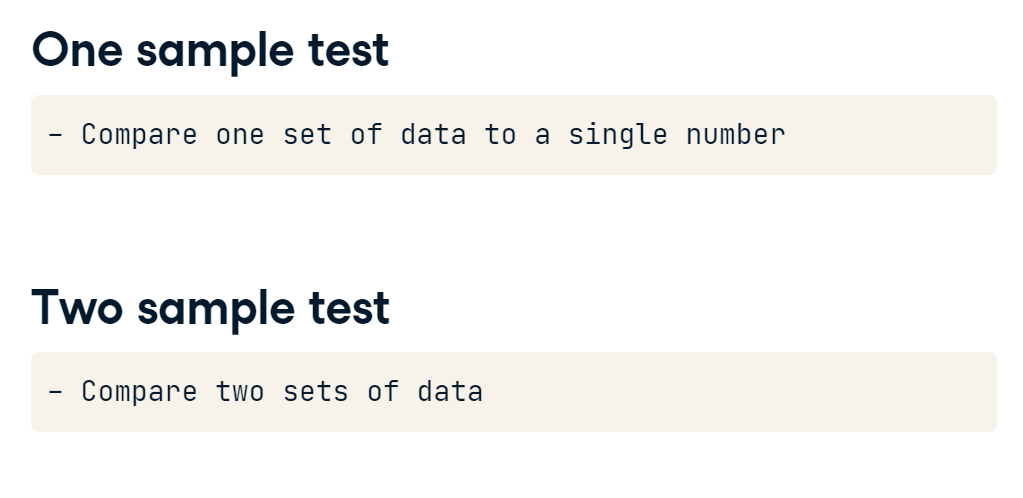 One sample test
- Compare one set of data to a single number
Two sample test
- Compare two sets of data